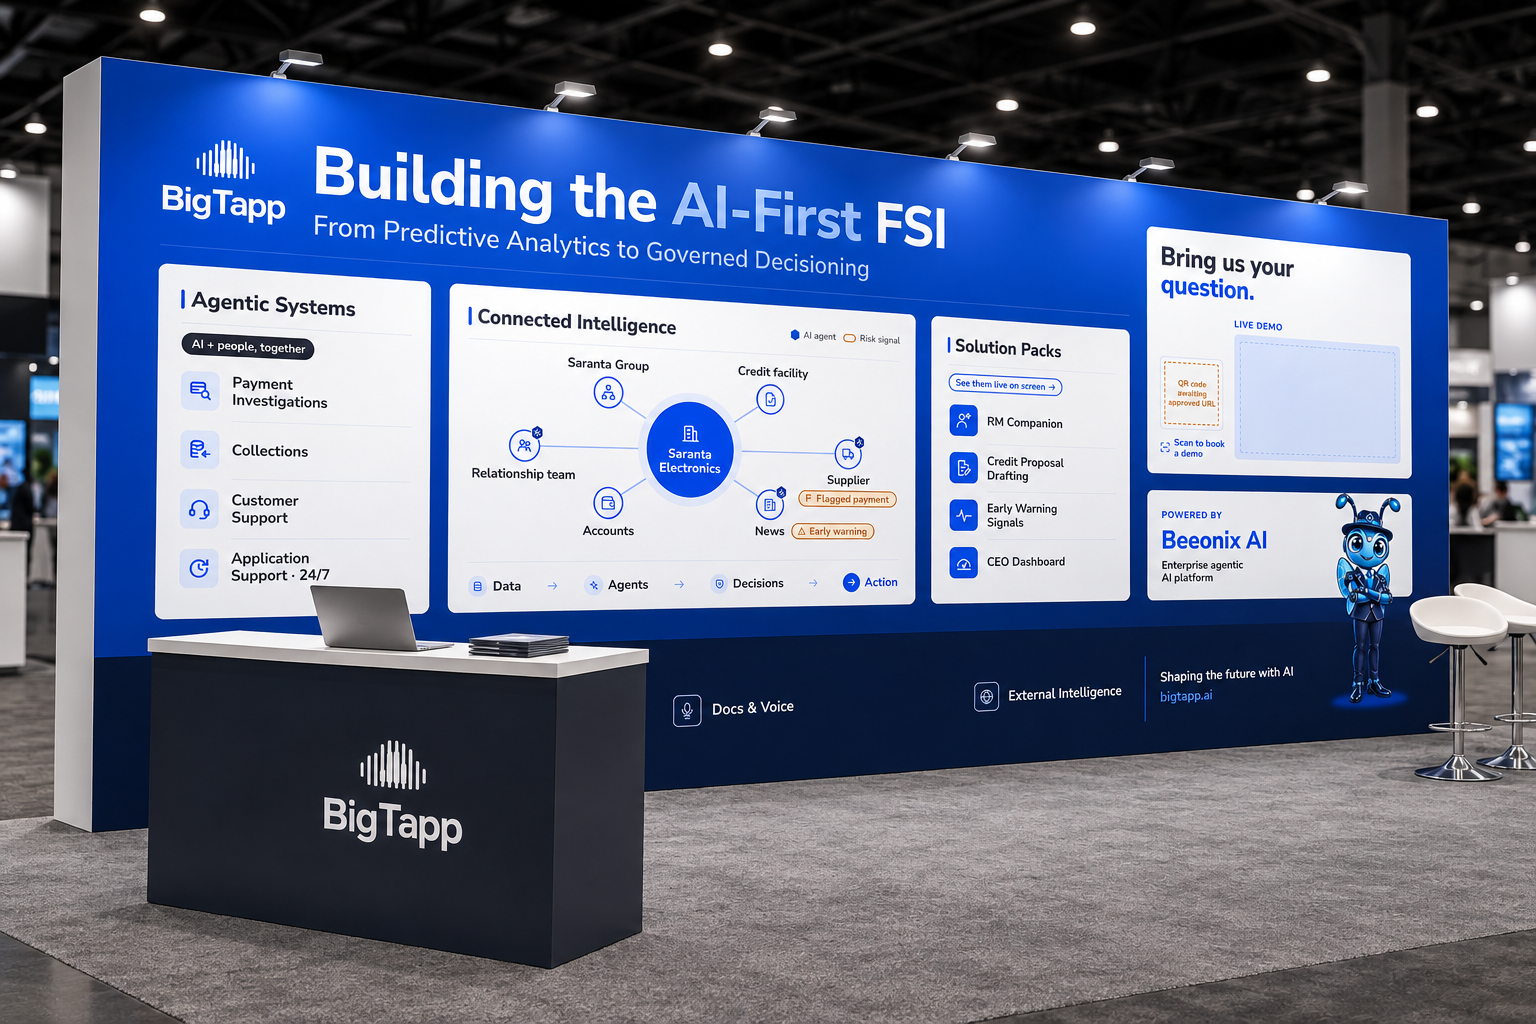 BigTapp
Building the AI-First FSI
From Predictive Analytics to Governed Decisioning
Agentic Systems
AI + people, together
Payment
Investigations
Collections
Customer
Support
Application
Support · 24/7
Connected Intelligence
AI agent
Risk signal
Saranta Group
Credit facility
Relationship team
Saranta
Electronics
Supplier
Flagged payment
Accounts
News
Early warning
Data → Agents → Decisions → Action
Solution Packs
See them live on screen →
RM Companion
Credit Proposal
Drafting
Early Warning
Signals
CEO Dashboard
Bring us your
question.
LIVE DEMO
QR code
awaiting
approved URL
Scan to book
a demo
POWERED BY
Beeonix AI
Enterprise agentic
AI platform
Docs & Voice
External Intelligence
Shaping the future with AI
bigtapp.ai
BigTapp